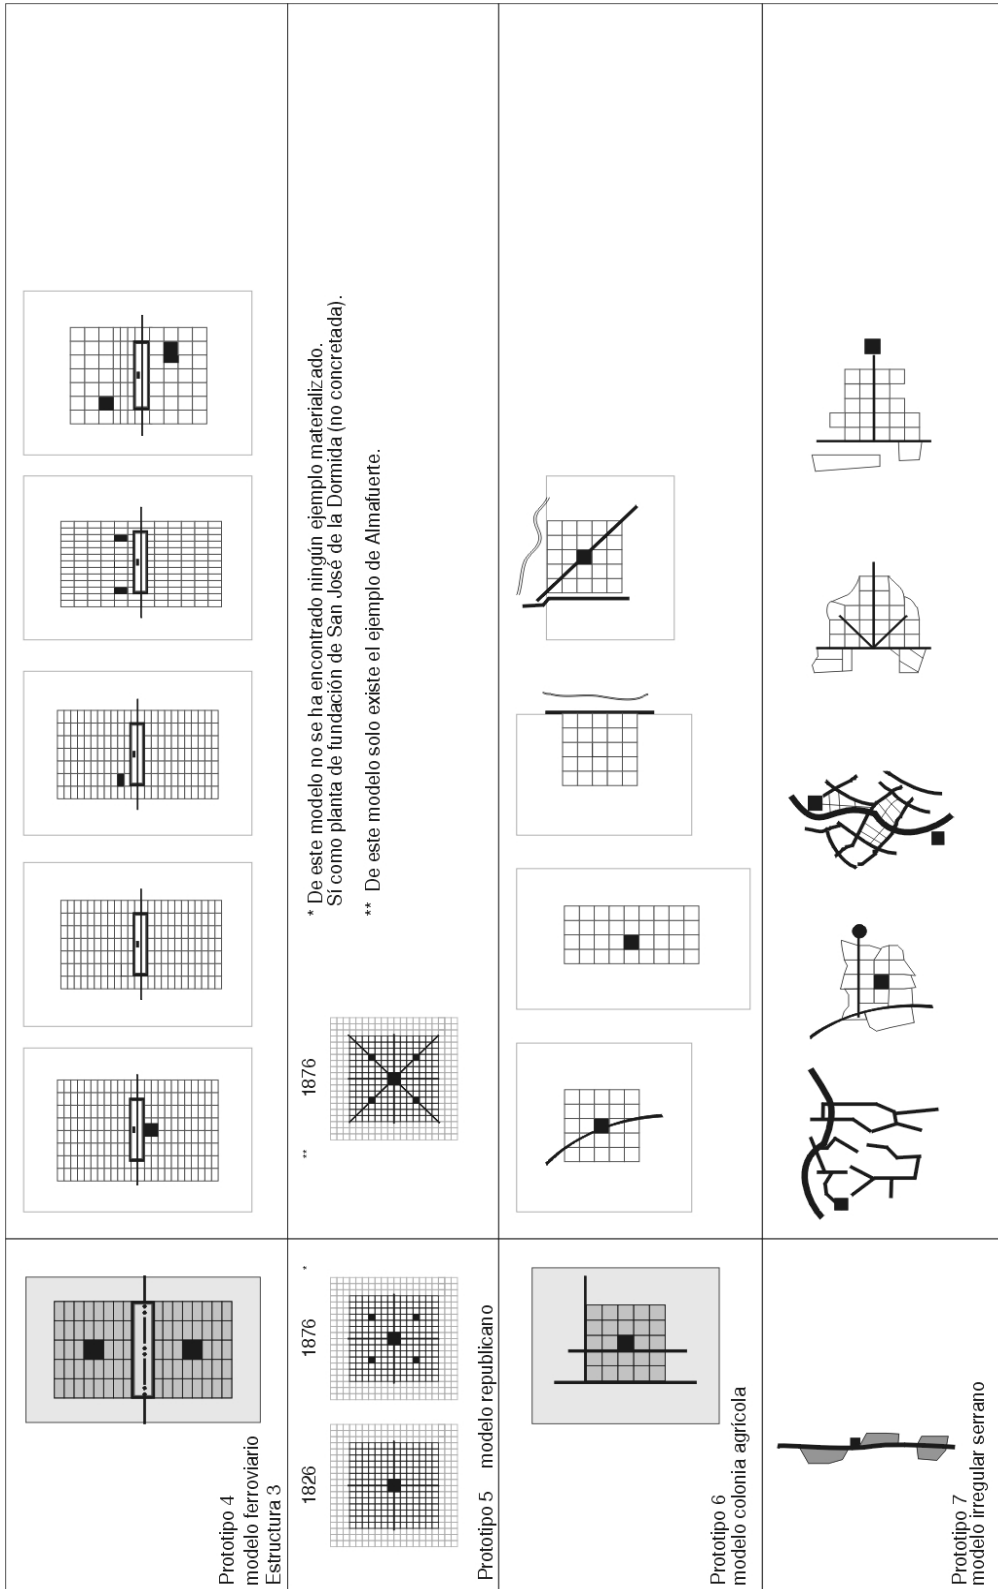 Prototipo 4
modelo ferroviario
Estructura 3
1826
1876
*
**
1876
Prototipo 5 modelo republicano
* De este modelo no se ha encontrado ningún ejemplo materializado.
Sí como planta de fundación de San José de la Dormida (no concretada).
** De este modelo solo existe el ejemplo de Almafuerte.
Prototipo 6
modelo colonia agrícola
Prototipo 7
modelo irregular serrano